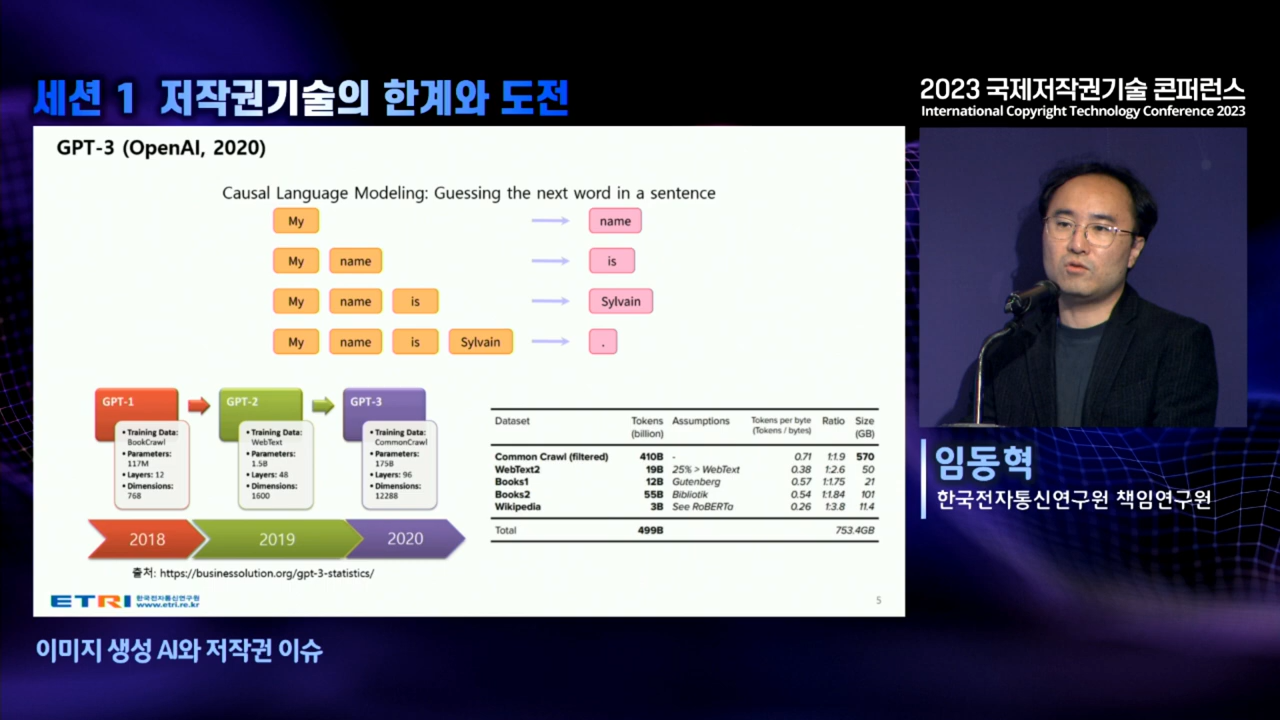 세션 1 저작권기술의 한계와 도전
2023 국제저작권기술 콘퍼런스
International Copyright Technology Conference 2023
GPT-3 (OpenAI, 2020)
Causal Language Modeling: Guessing the next word in a sentence
My name
My name is
My name is Sylvain
My name is Sylvain .
GPT-1
• Training Data:
BookCrawl
• Parameters:
117M
• Layers: 12
• Dimensions:
768
GPT-2
• Training Data:
WebText
• Parameters:
1.5B
• Layers: 48
• Dimensions:
1600
GPT-3
• Training Data:
CommonCrawl
• Parameters:
175B
• Layers: 96
• Dimensions:
12288
2018 2019 2020
출처: https://businessolution.org/gpt-3-statistics/
Dataset Tokens (billion) Assumptions Tokens per byte (Tokens / bytes) Ratio Size (GB)
Common Crawl (filtered) 410B - 0.71 1:1.9 570
WebText2 19B 25% > WebText 0.38 1:2.6 50
Books1 12B Gutenberg 0.57 1:1.75 21
Books2 55B Bibliotik 0.54 1:1.84 101
Wikipedia 3B See RoBERTa 0.26 1:3.8 11.4
Total 499B 753.4GB
ETRI 한국전자통신연구원
www.etri.re.kr
5
임동혁
한국전자통신연구원 책임연구원
이미지 생성 AI와 저작권 이슈